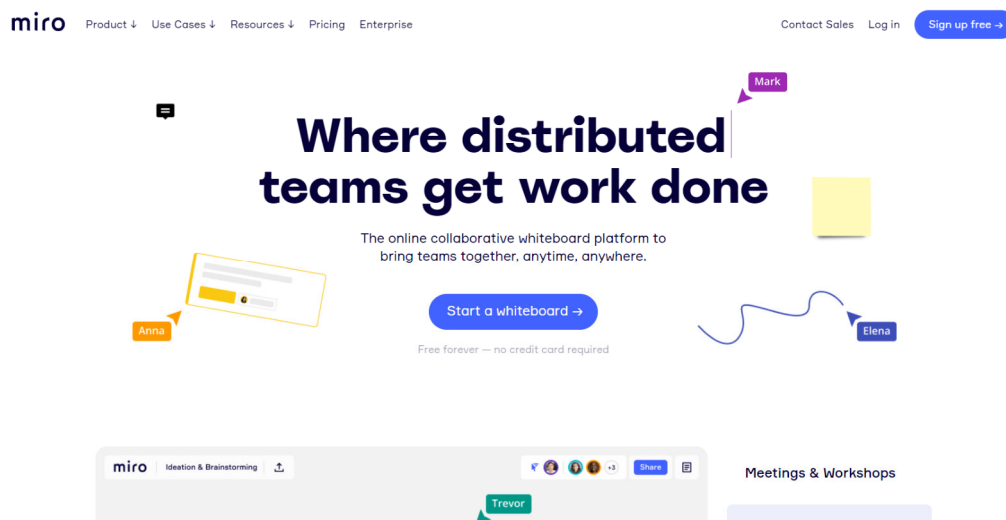 miro
Product ↓ Use Cases ↓ Resources ↓ Pricing Enterprise
Contact Sales Log in Sign up free →
Mark
Where distributed
teams get work done
The online collaborative whiteboard platform to
bring teams together, anytime, anywhere.
Start a whiteboard →
Anna
Elena
Free forever — no credit card required
miro Ideation & Brainstorming
+3 Share
Meetings & Workshops
Trevor